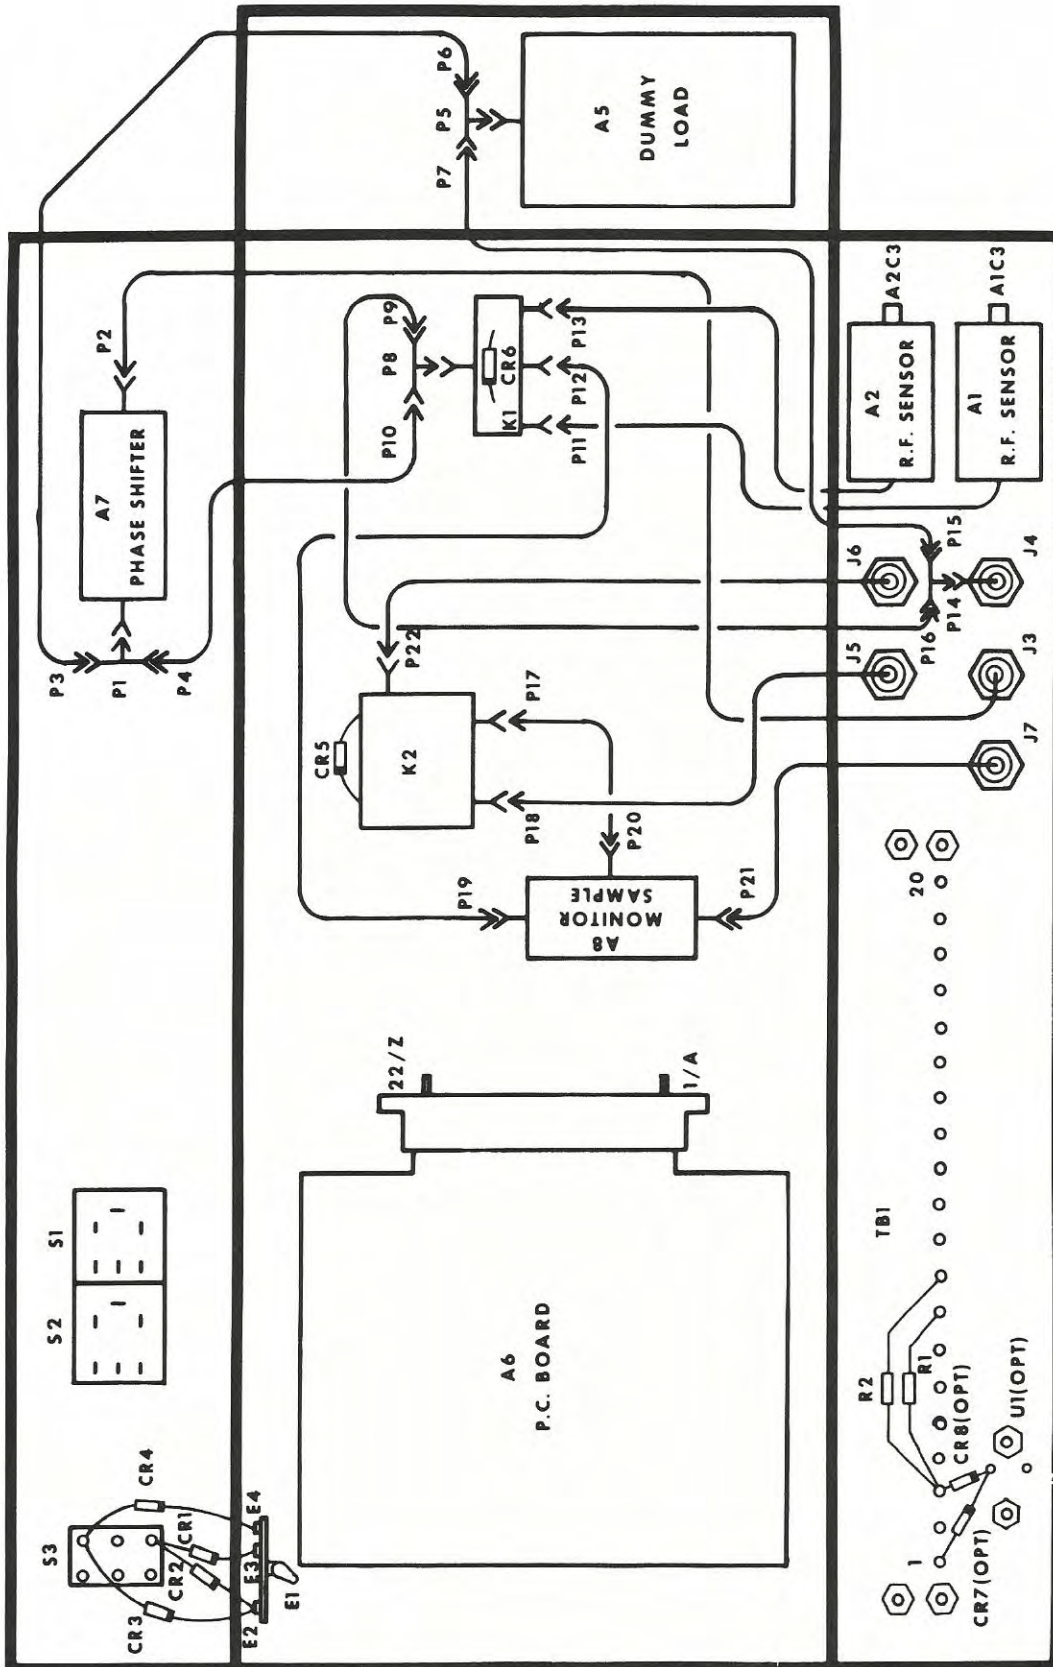 S3
CR4
CR1
CR2
CR3
E2
E3
E4
E1
S2
S1
P3
P1
P4
A7
PHASE SHIFTER
P2
A6
P.C. BOARD
22/Z
1/A
P19
A8
MONITOR
SAMPLE
P20
P21
CR5
K2
P22
P17
P18
P10
P8
P9
K1
CR6
P11
P12
P13
P7
P5
P6
A5
DUMMY
LOAD
1
CR7(OPT)
R2
R1
CR8(OPT)
U1(OPT)
TB1
20
J7
J5
J3
J6
P16
P14
P15
J4
A2
R.F. SENSOR
A2C3
A1
R.F. SENSOR
A1C3